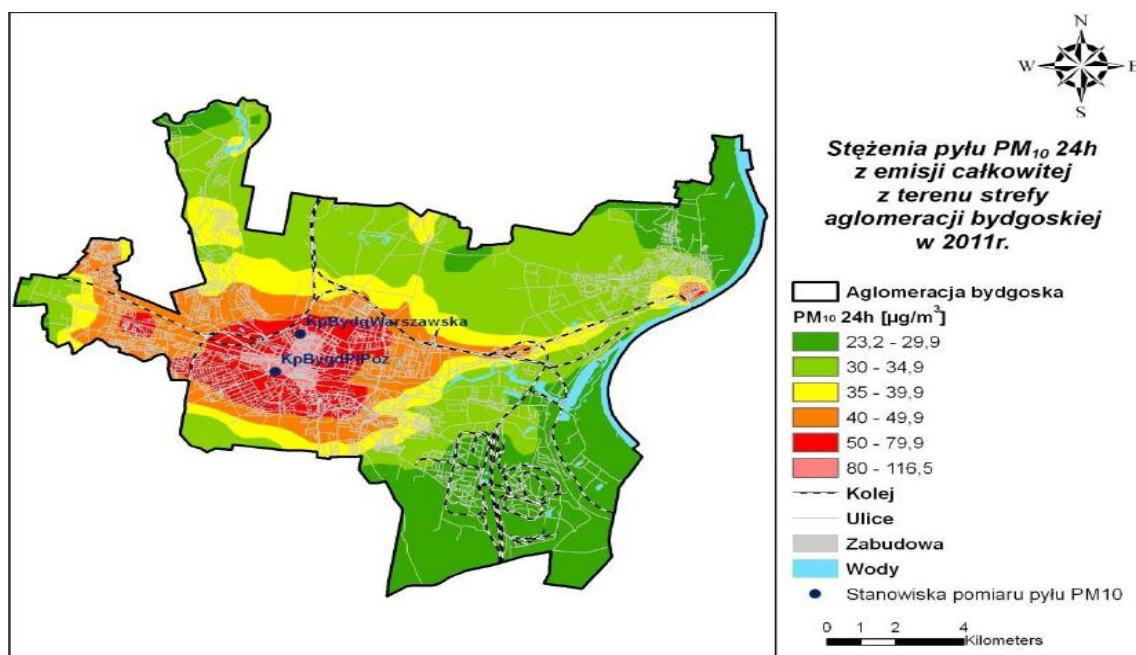 N
W E
S
Stężenia pyłu PM₁₀ 24h
z emisji całkowitej
z terenu strefy
aglomeracji bydgoskiej
w 2011r.
Aglomeracja bydgoska
PM₁₀ 24h [µg/m³]
23,2 - 29,9
30 - 34,9
35 - 39,9
40 - 49,9
50 - 79,9
80 - 116,5
Kolej
Ulice
Zabudowa
Wody
Stanowiska pomiaru pyłu PM10
0 1 2 4
Kilometers
KpBydgWarszawska
KpBygdPlPoz